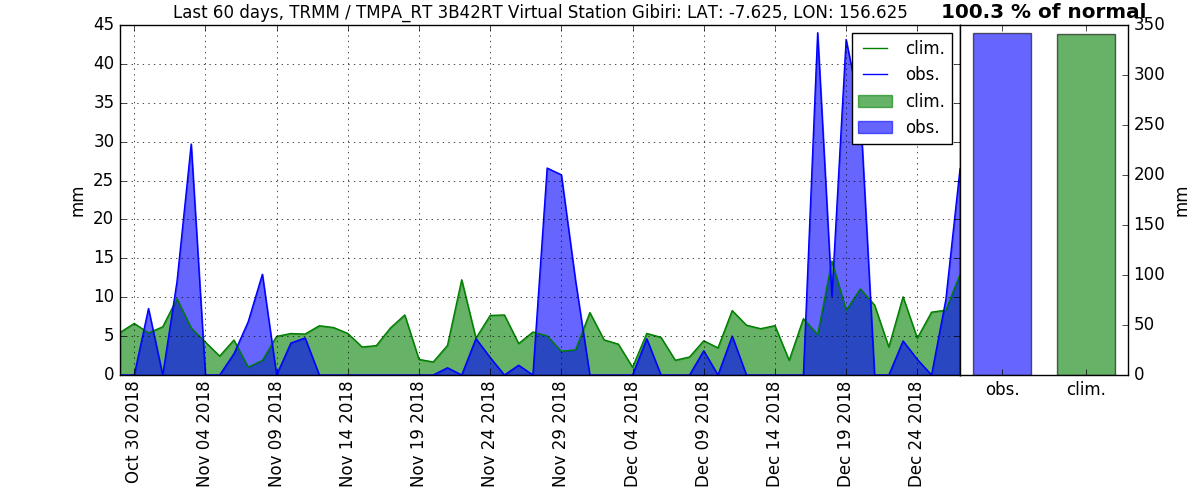 Last 60 days, TRMM / TMPA_RT 3B42RT Virtual Station Gibiri: LAT: -7.625, LON: 156.625
100.3 % of normal
45
40
35
30
25
20
15
10
5
0
mm
clim.
obs.
clim.
obs.
Oct 30 2018
Nov 04 2018
Nov 09 2018
Nov 14 2018
Nov 19 2018
Nov 24 2018
Nov 29 2018
Dec 04 2018
Dec 09 2018
Dec 14 2018
Dec 19 2018
Dec 24 2018
350
300
250
200
150
100
50
0
mm
obs.
clim.